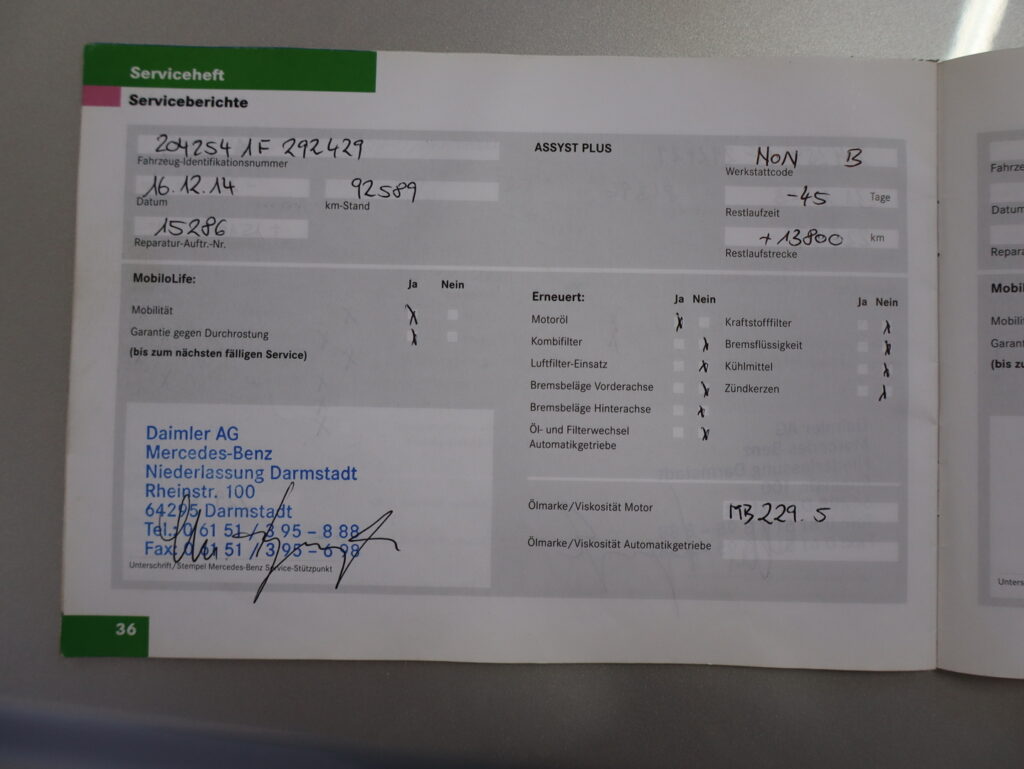 Serviceheft
Serviceberichte
204254 1F 292429
Fahrzeug-Identifikationsnummer
16.12.14
Datum
92589
km-Stand
15286
Reparatur-Auftr.-Nr.
ASSYST PLUS
NON B
Werkstattcode
-45 Tage
Restlaufzeit
+13800 km
Restlaufstrecke
MobiloLife:
Ja Nein
Mobilität
Garantie gegen Durchrostung
(bis zum nächsten fälligen Service)
Erneuert:
Ja Nein
Motoröl
Kombifilter
Luftfilter-Einsatz
Bremsbeläge Vorderachse
Bremsbeläge Hinterachse
Öl- und Filterwechsel
Automatikgetriebe
Ja Nein
Kraftstofffilter
Bremsflüssigkeit
Kühlmittel
Zündkerzen
Daimler AG
Mercedes-Benz
Niederlassung Darmstadt
Rheinstr. 100
64295 Darmstadt
Tel.: 0 61 51 / 3 95 – 8 88
Fax: 0 61 51 / 3 95 – 6 98
Unterschrift/Stempel Mercedes-Benz Service-Stützpunkt
Ölmarke/Viskosität Motor
MB 229.5
Ölmarke/Viskosität Automatikgetriebe
36